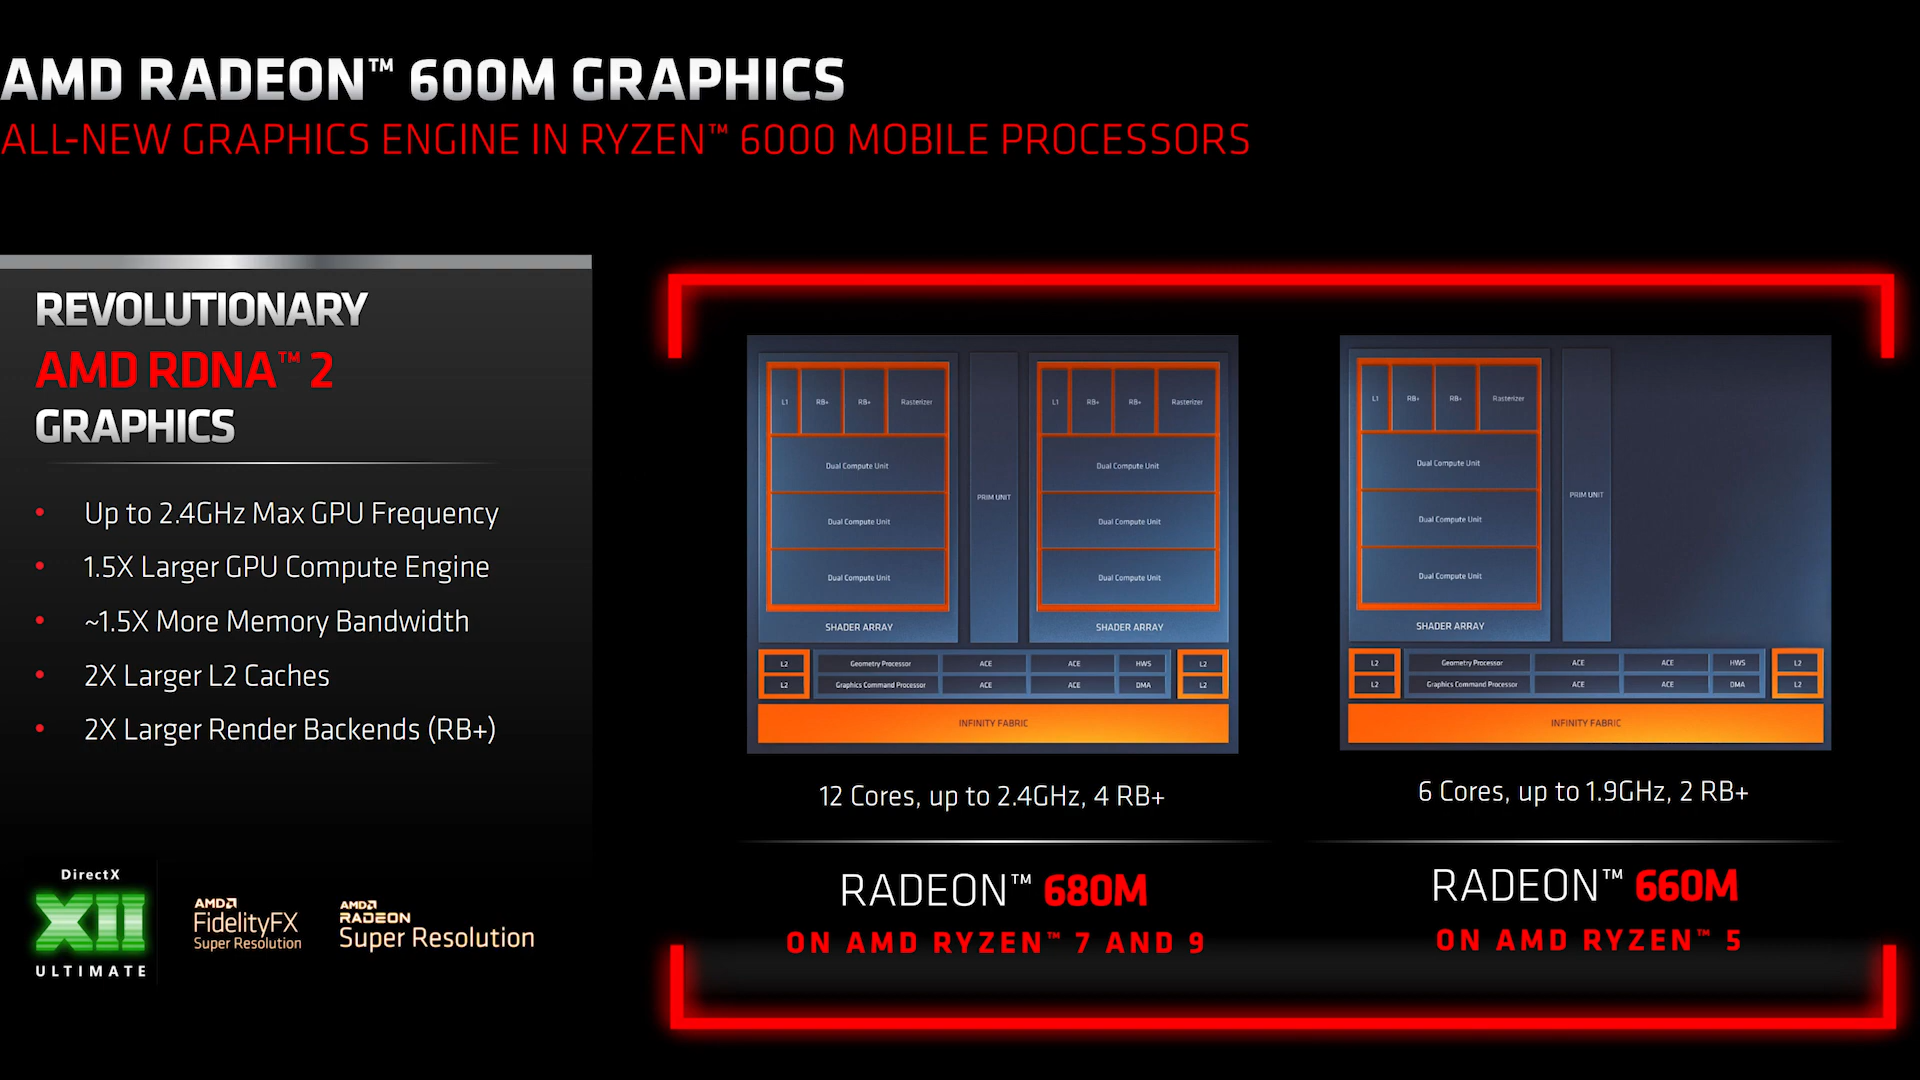 AMD RADEON™ 600M GRAPHICS
ALL-NEW GRAPHICS ENGINE IN RYZEN™ 6000 MOBILE PROCESSORS
REVOLUTIONARY
AMD RDNA™ 2
GRAPHICS
• Up to 2.4GHz Max GPU Frequency
• 1.5X Larger GPU Compute Engine
• ~1.5X More Memory Bandwidth
• 2X Larger L2 Caches
• 2X Larger Render Backends (RB+)
DirectX
XII
ULTIMATE
AMD
FidelityFX
Super Resolution
AMD
RADEON
Super Resolution
L1 RB+ RB+ Rasterizer
Dual Compute Unit
Dual Compute Unit
Dual Compute Unit
SHADER ARRAY
PRIM UNIT
L1 RB+ RB+ Rasterizer
Dual Compute Unit
Dual Compute Unit
Dual Compute Unit
SHADER ARRAY
L2 Geometry Processor ACE ACE HWS L2
L2 Graphics Command Processor ACE ACE DMA L2
INFINITY FABRIC
12 Cores, up to 2.4GHz, 4 RB+
RADEON™ 680M
ON AMD RYZEN™ 7 AND 9
L1 RB+ RB+ Rasterizer
Dual Compute Unit
Dual Compute Unit
Dual Compute Unit
SHADER ARRAY
PRIM UNIT
L2 Geometry Processor ACE ACE HWS L2
L2 Graphics Command Processor ACE ACE DMA L2
INFINITY FABRIC
6 Cores, up to 1.9GHz, 2 RB+
RADEON™ 660M
ON AMD RYZEN™ 5